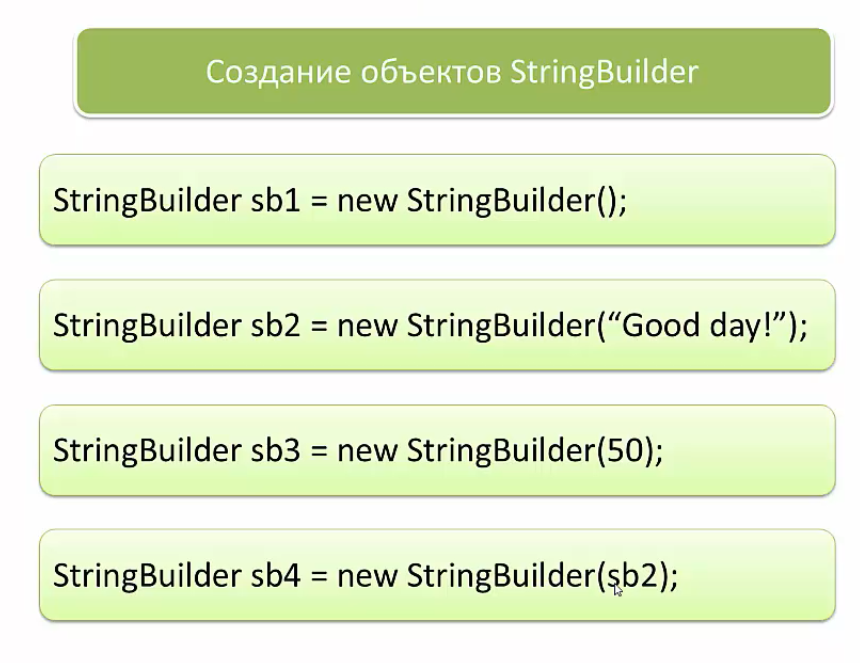 Создание объектов StringBuilder
StringBuilder sb1 = new StringBuilder();
StringBuilder sb2 = new StringBuilder(“Good day!”);
StringBuilder sb3 = new StringBuilder(50);
StringBuilder sb4 = new StringBuilder(sb2);